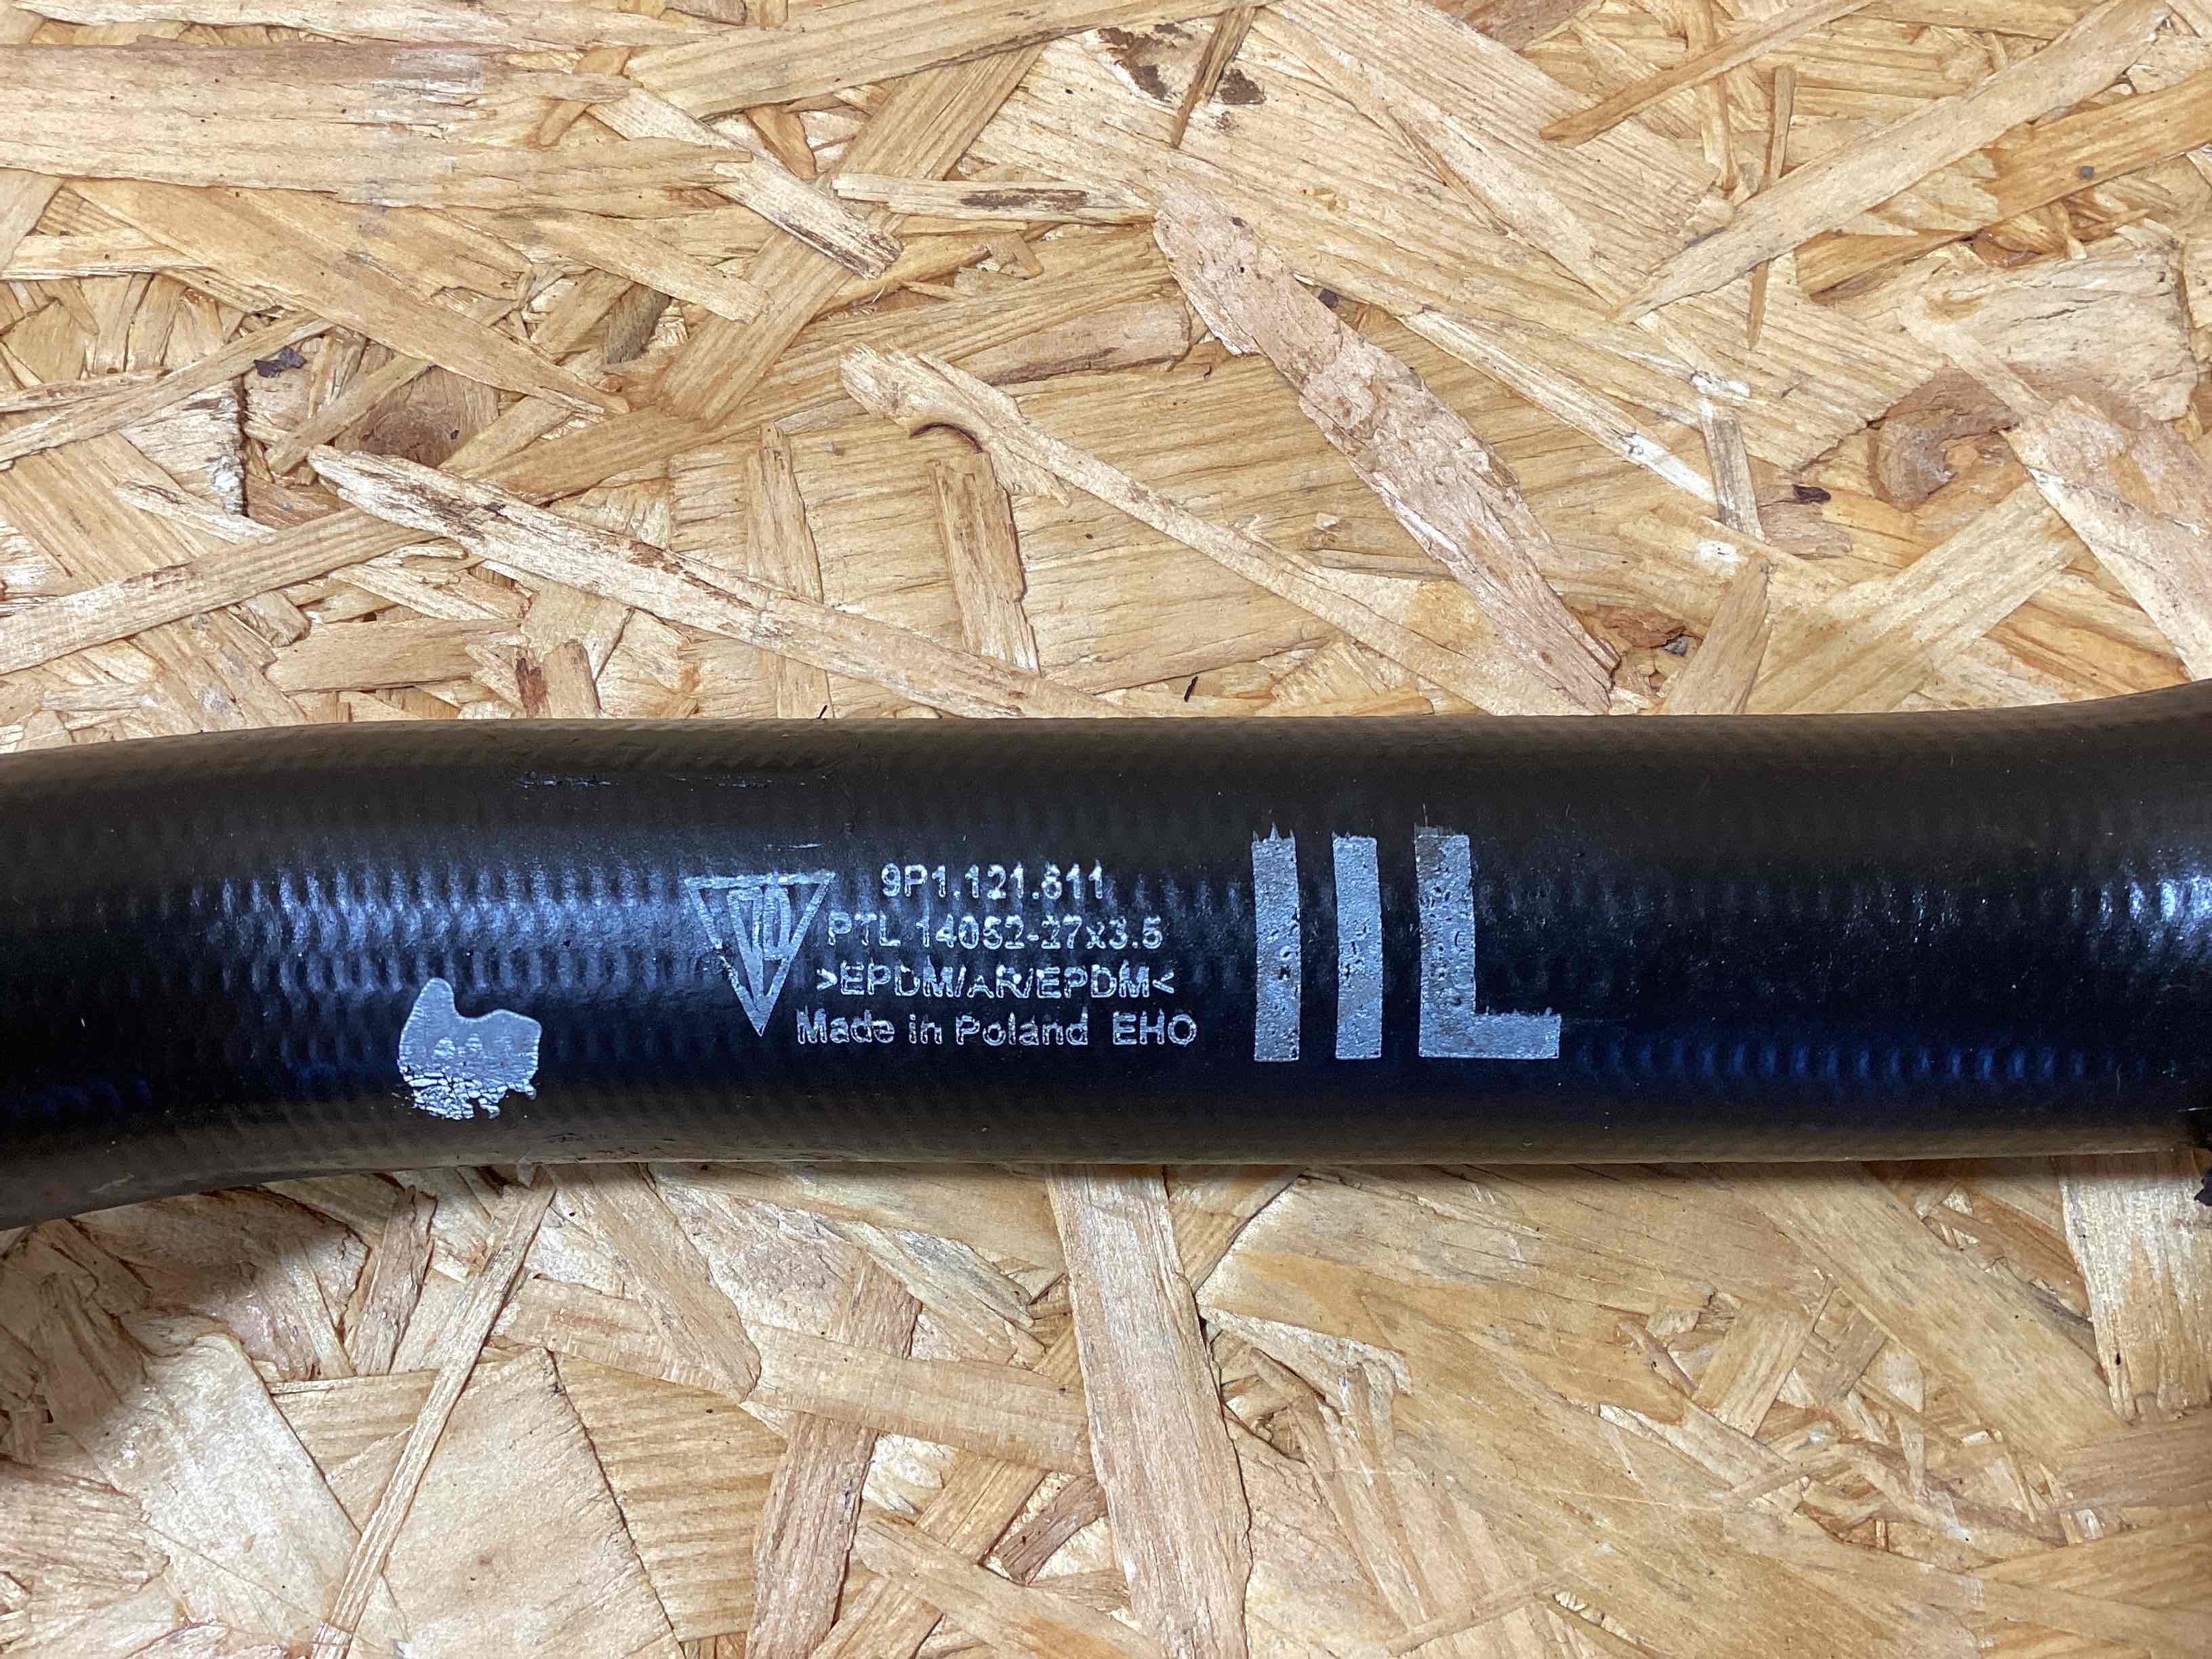 9P1.121.611
PTL 14052-27x3.5
>EPDM/AR/EPDM<
Made in Poland EHO
IIL